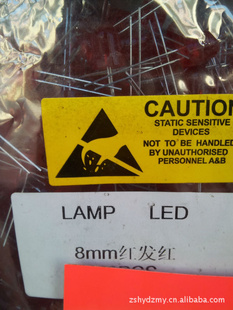 CAUTION
STATIC SENSITIVE
DEVICES
NOT TO BE HANDLED
BY UNAUTHORISED
PERSONNEL A&B
LAMP LED
8mm红发红
zshydzmy.cn.alibaba.com